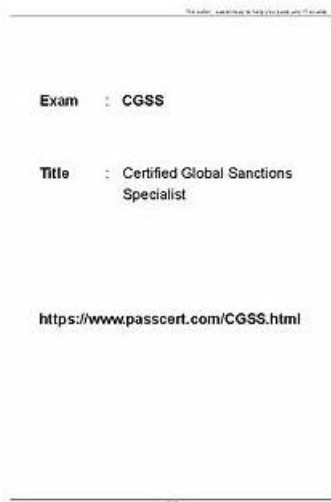 Exam : CGSS
Title : Certified Global Sanctions
Specialist
https://www.passcert.com/CGSS.html